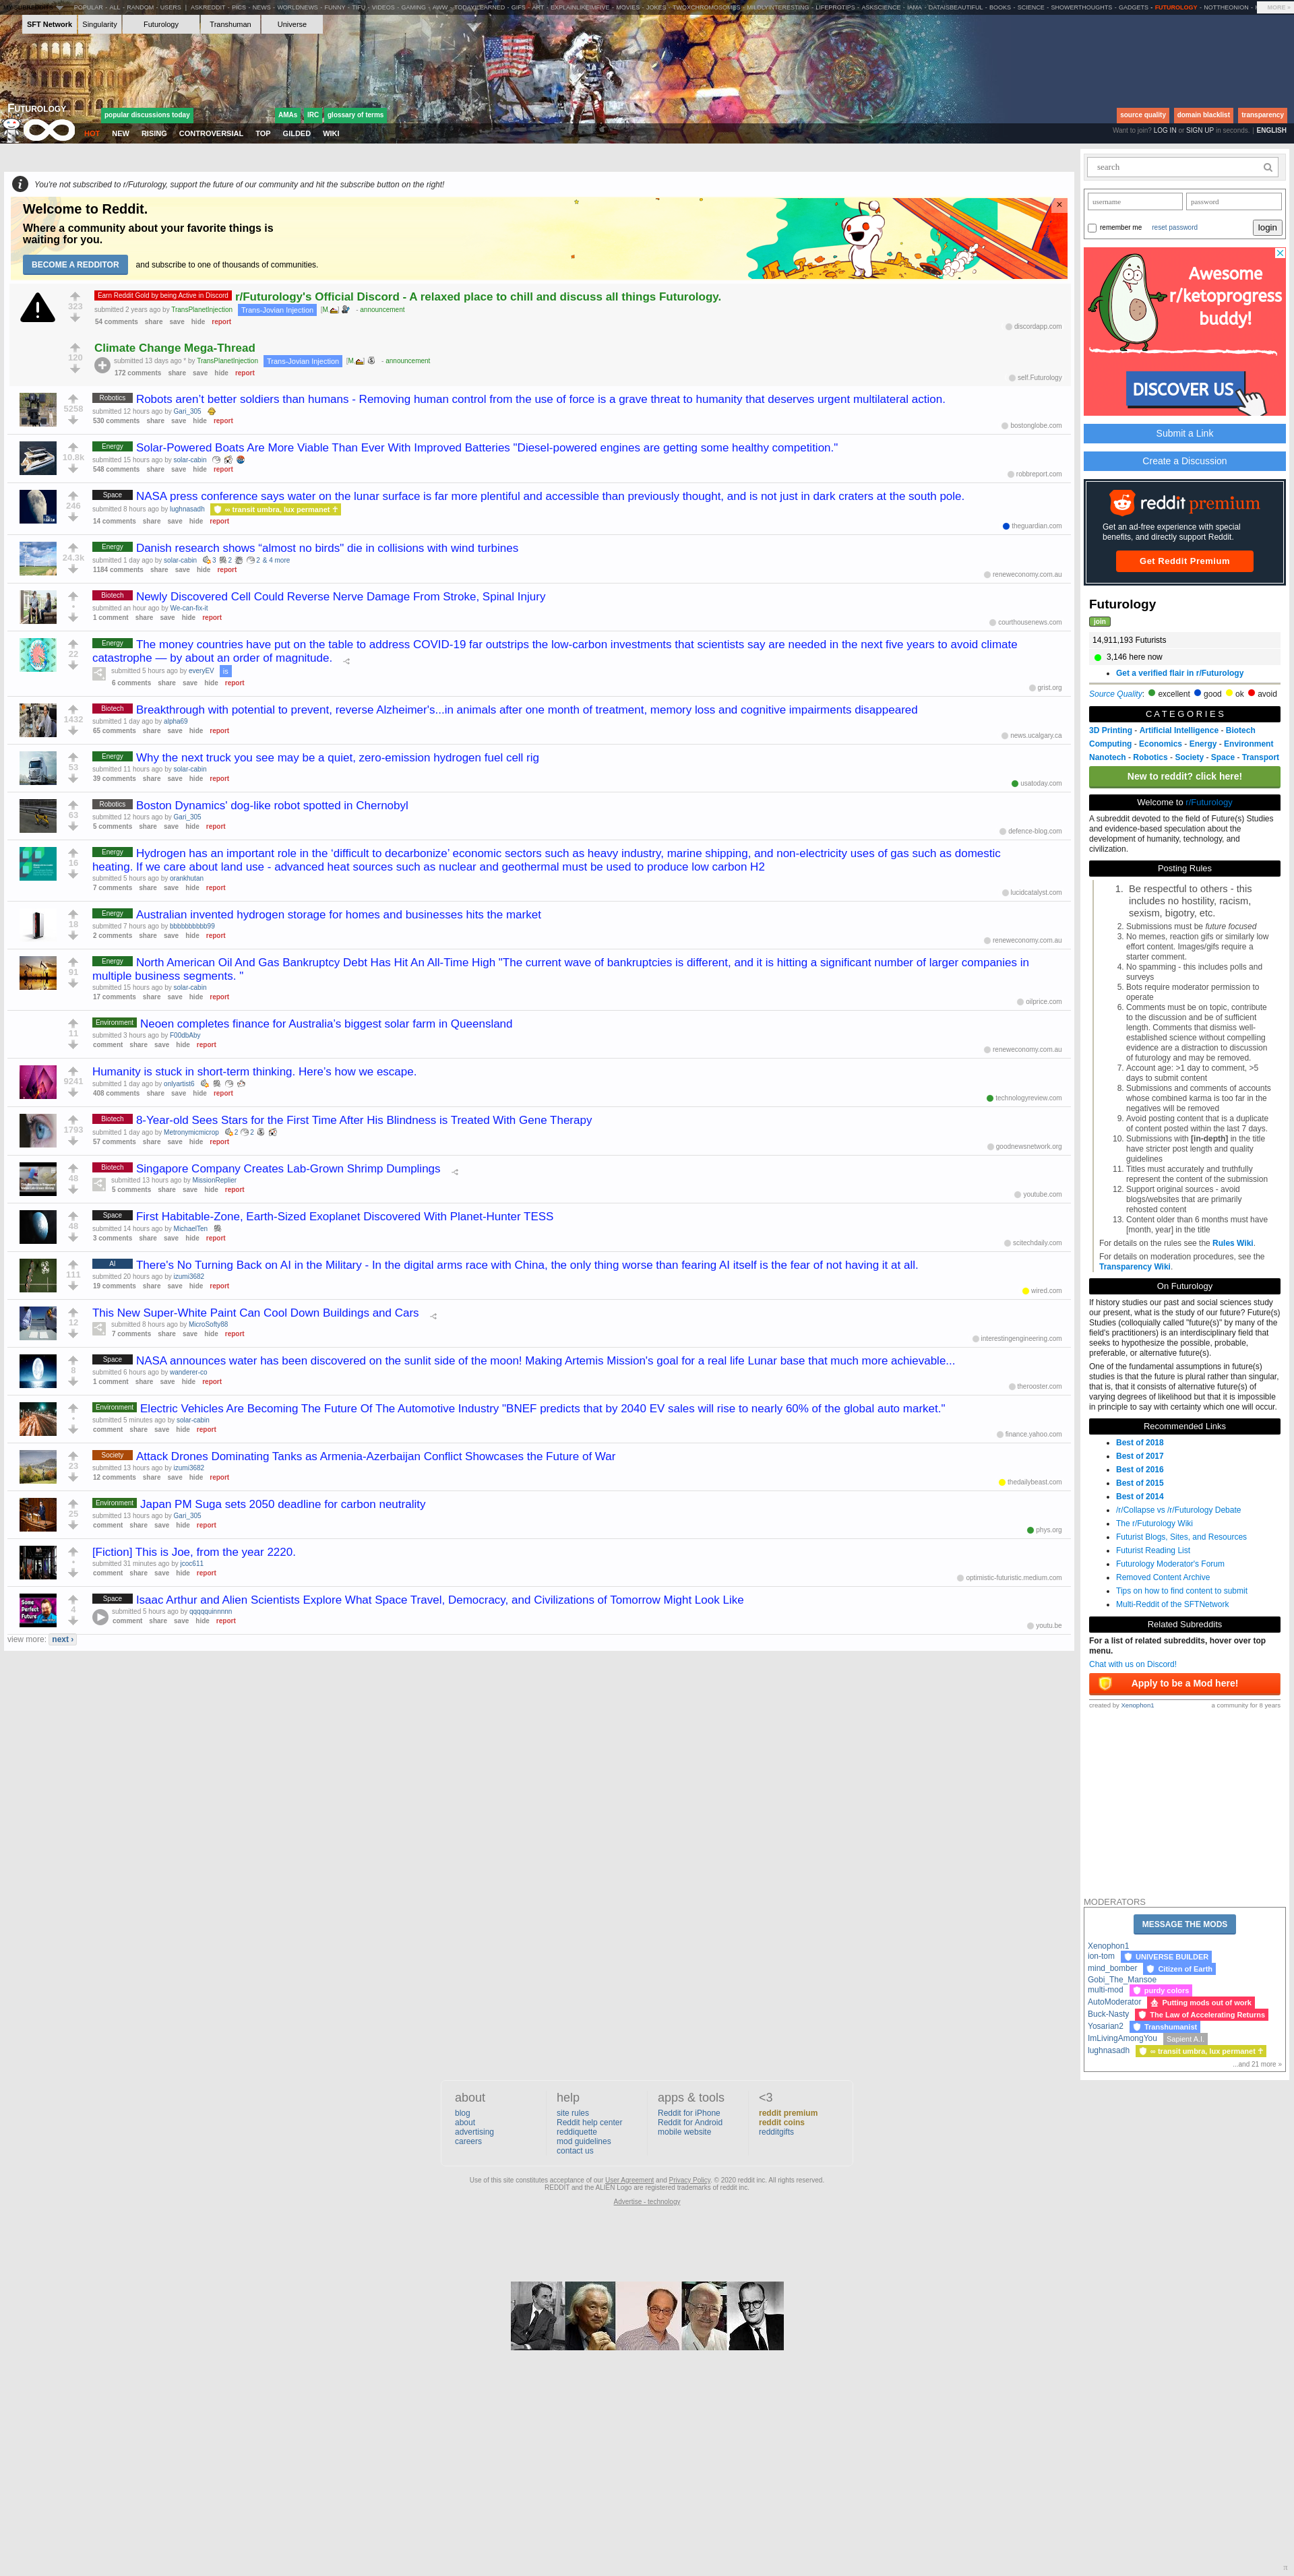 POPULAR - ALL - RANDOM - USERS | ASKREDDIT - PICS - NEWS - WORLDNEWS - FUNNY - TIFU - VIDEOS - GAMING - AWW - TODAYILEARNED - GIFS - ART - EXPLAINLIKEIMFIVE - MOVIES - JOKES - TWOXCHROMOSOMES - MILDLYINTERESTING - LIFEPROTIPS - ASKSCIENCE - IAMA - DATAISBEAUTIFUL - BOOKS - SCIENCE - SHOWERTHOUGHTS - GADGETS - FUTUROLOGY - NOTTHEONION - MORE »
SFT Network Singularity Futurology Transhuman Universe
FUTUROLOGY
popular discussions today AMAs IRC glossary of terms
source quality domain blacklist transparency
HOT NEW RISING CONTROVERSIAL TOP GILDED WIKI
Want to join? LOG IN or SIGN UP in seconds. | ENGLISH
You're not subscribed to r/Futurology, support the future of our community and hit the subscribe button on the right!
Welcome to Reddit.
Where a community about your favorite things is
waiting for you.
BECOME A REDDITOR and subscribe to one of thousands of communities.
323
Earn Reddit Gold by being Active in Discord r/Futurology's Official Discord - A relaxed place to chill and discuss all things Futurology.
submitted 2 years ago by TransPlanetInjection Trans-Jovian Injection [M] - announcement
54 comments share save hide report
discordapp.com
120
Climate Change Mega-Thread
submitted 13 days ago * by TransPlanetInjection Trans-Jovian Injection [M] - announcement
172 comments share save hide report
self.Futurology
5258
Robotics Robots aren't better soldiers than humans - Removing human control from the use of force is a grave threat to humanity that deserves urgent multilateral action.
submitted 12 hours ago by Gari_305
530 comments share save hide report
bostonglobe.com
10.8k
Energy Solar-Powered Boats Are More Viable Than Ever With Improved Batteries "Diesel-powered engines are getting some healthy competition."
submitted 15 hours ago by solar-cabin
548 comments share save hide report
robbreport.com
246
Space NASA press conference says water on the lunar surface is far more plentiful and accessible than previously thought, and is not just in dark craters at the south pole.
submitted 8 hours ago by lughnasadh ∞ transit umbra, lux permanet ☥
14 comments share save hide report
theguardian.com
24.3k
Energy Danish research shows "almost no birds" die in collisions with wind turbines
submitted 1 day ago by solar-cabin 3 2 2 & 4 more
1184 comments share save hide report
reneweconomy.com.au
•
Biotech Newly Discovered Cell Could Reverse Nerve Damage From Stroke, Spinal Injury
submitted an hour ago by We-can-fix-it
1 comment share save hide report
courthousenews.com
22
Energy The money countries have put on the table to address COVID-19 far outstrips the low-carbon investments that scientists say are needed in the next five years to avoid climate
catastrophe — by about an order of magnitude.
submitted 5 hours ago by everyEV
6 comments share save hide report
grist.org
1432
Biotech Breakthrough with potential to prevent, reverse Alzheimer's...in animals after one month of treatment, memory loss and cognitive impairments disappeared
submitted 1 day ago by alpha69
65 comments share save hide report
news.ucalgary.ca
53
Energy Why the next truck you see may be a quiet, zero-emission hydrogen fuel cell rig
submitted 11 hours ago by solar-cabin
39 comments share save hide report
usatoday.com
63
Robotics Boston Dynamics' dog-like robot spotted in Chernobyl
submitted 12 hours ago by Gari_305
5 comments share save hide report
defence-blog.com
16
Energy Hydrogen has an important role in the 'difficult to decarbonize' economic sectors such as heavy industry, marine shipping, and non-electricity uses of gas such as domestic
heating. If we care about land use - advanced heat sources such as nuclear and geothermal must be used to produce low carbon H2
submitted 5 hours ago by orankhutan
7 comments share save hide report
lucidcatalyst.com
18
Energy Australian invented hydrogen storage for homes and businesses hits the market
submitted 7 hours ago by bbbbbbbbbb99
2 comments share save hide report
reneweconomy.com.au
91
Energy North American Oil And Gas Bankruptcy Debt Has Hit An All-Time High "The current wave of bankruptcies is different, and it is hitting a significant number of larger companies in
multiple business segments. "
submitted 15 hours ago by solar-cabin
17 comments share save hide report
oilprice.com
11
Environment Neoen completes finance for Australia's biggest solar farm in Queensland
submitted 3 hours ago by F00dbAby
comment share save hide report
reneweconomy.com.au
9241
Humanity is stuck in short-term thinking. Here's how we escape.
submitted 1 day ago by onlyartist6
408 comments share save hide report
technologyreview.com
1793
Biotech 8-Year-old Sees Stars for the First Time After His Blindness is Treated With Gene Therapy
submitted 1 day ago by Metronymicmicrop 2 2
57 comments share save hide report
goodnewsnetwork.org
48
Biotech Singapore Company Creates Lab-Grown Shrimp Dumplings
submitted 13 hours ago by MissionReplier
5 comments share save hide report
youtube.com
48
Space First Habitable-Zone, Earth-Sized Exoplanet Discovered With Planet-Hunter TESS
submitted 14 hours ago by MichaelTen
3 comments share save hide report
scitechdaily.com
111
AI There's No Turning Back on AI in the Military - In the digital arms race with China, the only thing worse than fearing AI itself is the fear of not having it at all.
submitted 20 hours ago by izumi3682
19 comments share save hide report
wired.com
12
This New Super-White Paint Can Cool Down Buildings and Cars
submitted 8 hours ago by MicroSofty88
7 comments share save hide report
interestingengineering.com
8
Space NASA announces water has been discovered on the sunlit side of the moon! Making Artemis Mission's goal for a real life Lunar base that much more achievable...
submitted 6 hours ago by wanderer-co
1 comment share save hide report
therooster.com
•
Environment Electric Vehicles Are Becoming The Future Of The Automotive Industry "BNEF predicts that by 2040 EV sales will rise to nearly 60% of the global auto market."
submitted 5 minutes ago by solar-cabin
comment share save hide report
finance.yahoo.com
23
Society Attack Drones Dominating Tanks as Armenia-Azerbaijan Conflict Showcases the Future of War
submitted 13 hours ago by izumi3682
12 comments share save hide report
thedailybeast.com
25
Environment Japan PM Suga sets 2050 deadline for carbon neutrality
submitted 13 hours ago by Gari_305
comment share save hide report
phys.org
•
[Fiction] This is Joe, from the year 2220.
submitted 31 minutes ago by jcoc611
comment share save hide report
optimistic-futuristic.medium.com
4
Some Perfect Future
Space Isaac Arthur and Alien Scientists Explore What Space Travel, Democracy, and Civilizations of Tomorrow Might Look Like
submitted 5 hours ago by qqqqquinnnnn
comment share save hide report
youtu.be
view more: next ›
search
username password
remember me reset password login
Awesome
r/ketoprogress
buddy!
DISCOVER US
Submit a Link
Create a Discussion
reddit premium
Get an ad-free experience with special
benefits, and directly support Reddit.
Get Reddit Premium
Futurology
join
14,911,193 Futurists
3,146 here now
Get a verified flair in r/Futurology
Source Quality: excellent good ok avoid
CATEGORIES
3D Printing - Artificial Intelligence - Biotech
Computing - Economics - Energy - Environment
Nanotech - Robotics - Society - Space - Transport
New to reddit? click here!
Welcome to r/Futurology
A subreddit devoted to the field of Future(s) Studies
and evidence-based speculation about the
development of humanity, technology, and
civilization.
Posting Rules
1. Be respectful to others - this
includes no hostility, racism,
sexism, bigotry, etc.
2. Submissions must be future focused
3. No memes, reaction gifs or similarly low
effort content. Images/gifs require a
starter comment.
4. No spamming - this includes polls and
surveys
5. Bots require moderator permission to
operate
6. Comments must be on topic, contribute
to the discussion and be of sufficient
length. Comments that dismiss well-
established science without compelling
evidence are a distraction to discussion
of futurology and may be removed.
7. Account age: >1 day to comment, >5
days to submit content
8. Submissions and comments of accounts
whose combined karma is too far in the
negatives will be removed
9. Avoid posting content that is a duplicate
of content posted within the last 7 days.
10. Submissions with [in-depth] in the title
have stricter post length and quality
guidelines
11. Titles must accurately and truthfully
represent the content of the submission
12. Support original sources - avoid
blogs/websites that are primarily
rehosted content
13. Content older than 6 months must have
[month, year] in the title
For details on the rules see the Rules Wiki.
For details on moderation procedures, see the
Transparency Wiki.
On Futurology
If history studies our past and social sciences study
our present, what is the study of our future? Future(s)
Studies (colloquially called "future(s)" by many of the
field's practitioners) is an interdisciplinary field that
seeks to hypothesize the possible, probable,
preferable, or alternative future(s).
One of the fundamental assumptions in future(s)
studies is that the future is plural rather than singular,
that is, that it consists of alternative future(s) of
varying degrees of likelihood but that it is impossible
in principle to say with certainty which one will occur.
Recommended Links
Best of 2018
Best of 2017
Best of 2016
Best of 2015
Best of 2014
/r/Collapse vs /r/Futurology Debate
The r/Futurology Wiki
Futurist Blogs, Sites, and Resources
Futurist Reading List
Futurology Moderator's Forum
Removed Content Archive
Tips on how to find content to submit
Multi-Reddit of the SFTNetwork
Related Subreddits
For a list of related subreddits, hover over top
menu.
Chat with us on Discord!
Apply to be a Mod here!
created by Xenophon1 a community for 8 years
MODERATORS
MESSAGE THE MODS
Xenophon1
ion-tom UNIVERSE BUILDER
mind_bomber Citizen of Earth
Gobi_The_Mansoe
multi-mod purdy colors
AutoModerator Putting mods out of work
Buck-Nasty The Law of Accelerating Returns
Yosarian2 Transhumanist
ImLivingAmongYou Sapient A.I.
lughnasadh ∞ transit umbra, lux permanet ☥
...and 21 more »
about
blog
about
advertising
careers
help
site rules
Reddit help center
reddiquette
mod guidelines
contact us
apps & tools
Reddit for iPhone
Reddit for Android
mobile website
<3
reddit premium
reddit coins
redditgifts
Use of this site constitutes acceptance of our User Agreement and Privacy Policy. © 2020 reddit inc. All rights reserved.
REDDIT and the ALIEN Logo are registered trademarks of reddit inc.
Advertise - technology
π